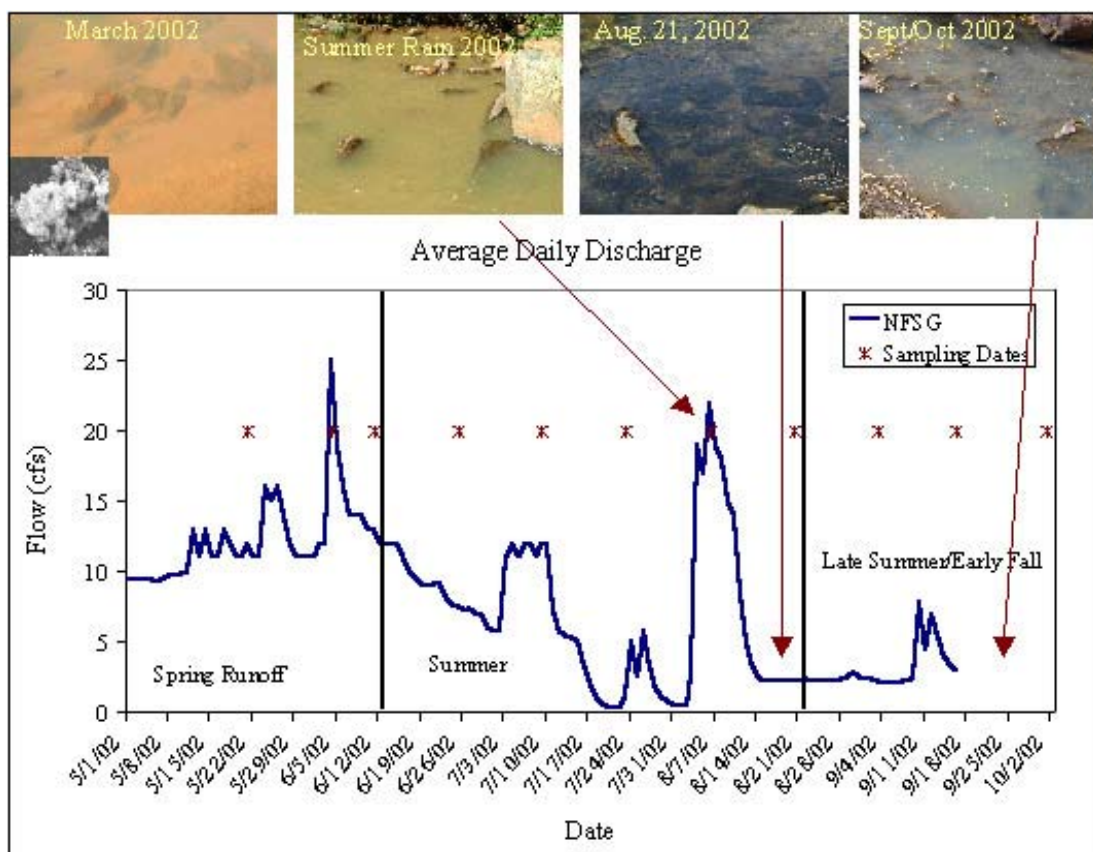 March 2002
Summer Rain 2002
Aug. 21, 2002
Sept/Oct 2002
Average Daily Discharge
30
25
20
15
10
5
0
Flow (cfs)
NFSG
Sampling Dates
Spring Runoff
Summer
Late Summer/Early Fall
5/1/02
5/8/02
5/15/02
5/22/02
5/29/02
6/5/02
6/12/02
6/19/02
6/26/02
7/3/02
7/10/02
7/17/02
7/24/02
7/31/02
8/7/02
8/14/02
8/21/02
8/28/02
9/4/02
9/11/02
9/18/02
9/25/02
10/2/02
Date